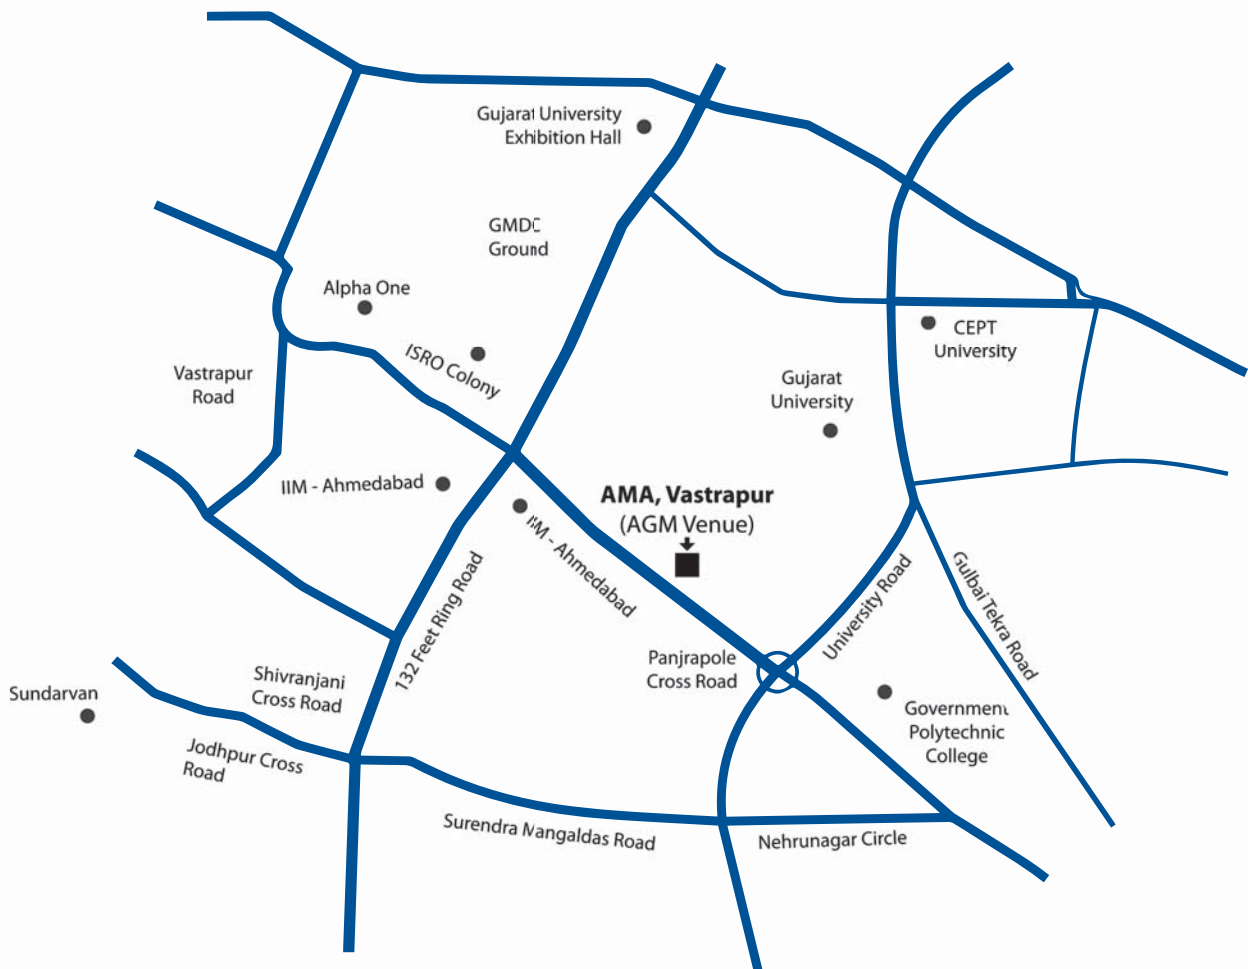 Gujarat University
Exhibition Hall
GMDC
Ground
Alpha One
ISRO Colony
CEPT
University
Vastrapur
Road
Gujarat
University
IIM - Ahmedabad
AMA, Vastrapur
(AGM Venue)
IIM - Ahmedabad
132 Feet Ring Road
University Road
Gulbai Tekra Road
Panjrapole
Cross Road
Shivranjani
Cross Road
Sundarvan
Government
Polytechnic
College
Jodhpur Cross
Road
Surendra Mangaldas Road
Nehrunagar Circle